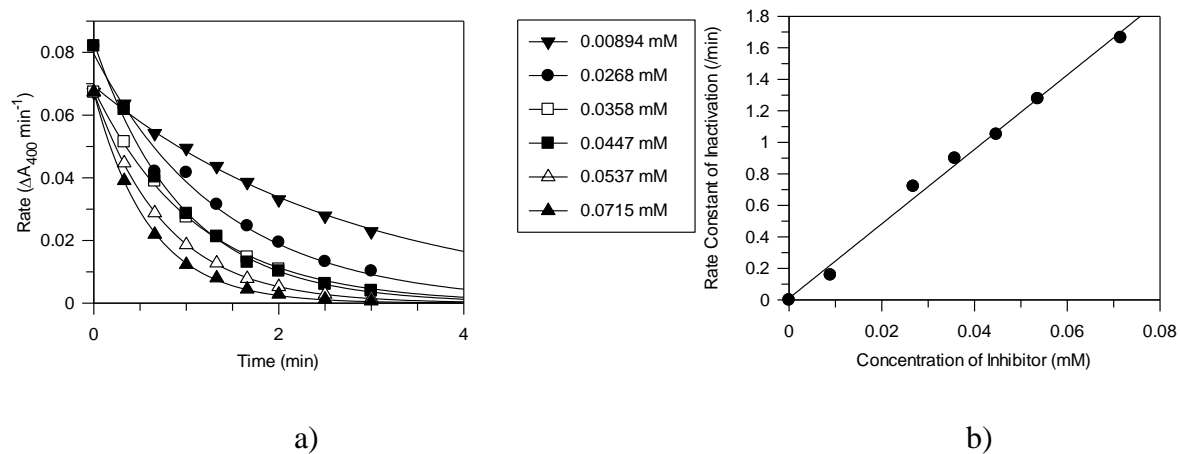 Rate (ΔA400 min-1)
0.08
0.06
0.04
0.02
0
0
2
4
Time (min)
a)
0.00894 mM
0.0268 mM
0.0358 mM
0.0447 mM
0.0537 mM
0.0715 mM
Rate Constant of Inactivation (/min)
1.8
1.6
1.4
1.2
1
0.8
0.6
0.4
0.2
0
0
0.02
0.04
0.06
0.08
Concentration of Inhibitor (mM)
b)